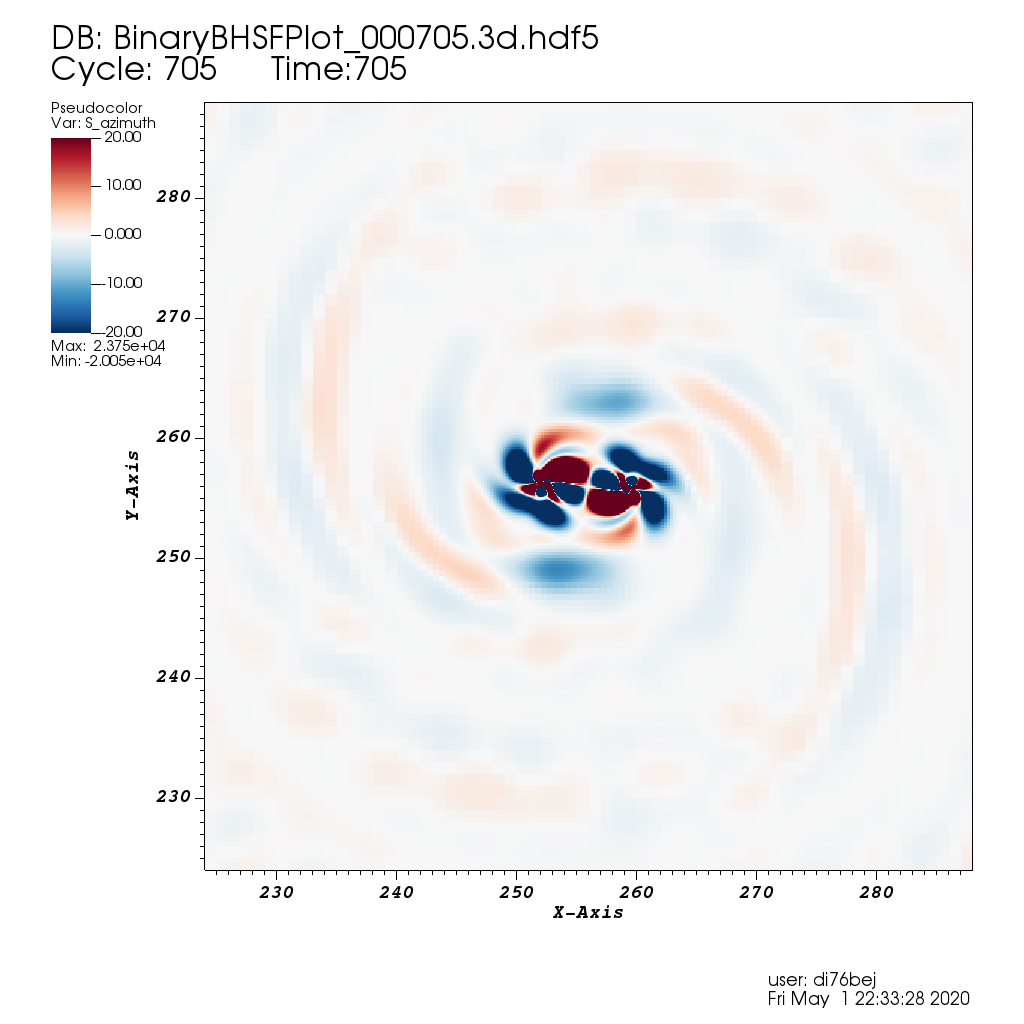 DB: BinaryBHSFPlot_000705.3d.hdf5
Cycle: 705 Time:705
Pseudocolor
Var: S_azimuth
20.00
10.00
0.000
-10.00
-20.00
Max: 2.375e+04
Min: -2.005e+04
280
270
260
250
240
230
Y-Axis
230 240 250 260 270 280
X-Axis
user: di76bej
Fri May 1 22:33:28 2020